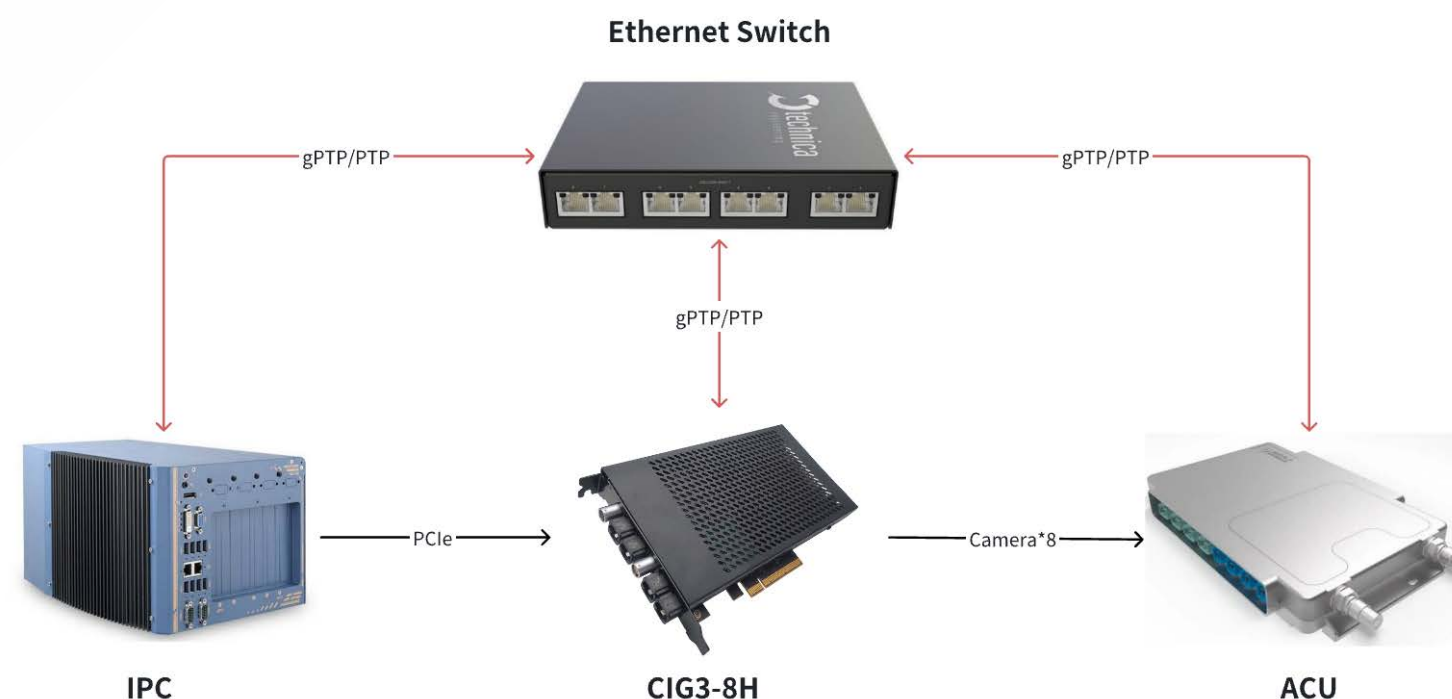 Ethernet Switch
technica
gPTP/PTP
gPTP/PTP
gPTP/PTP
PCIe
Camera*8
IPC
CIG3-8H
ACU